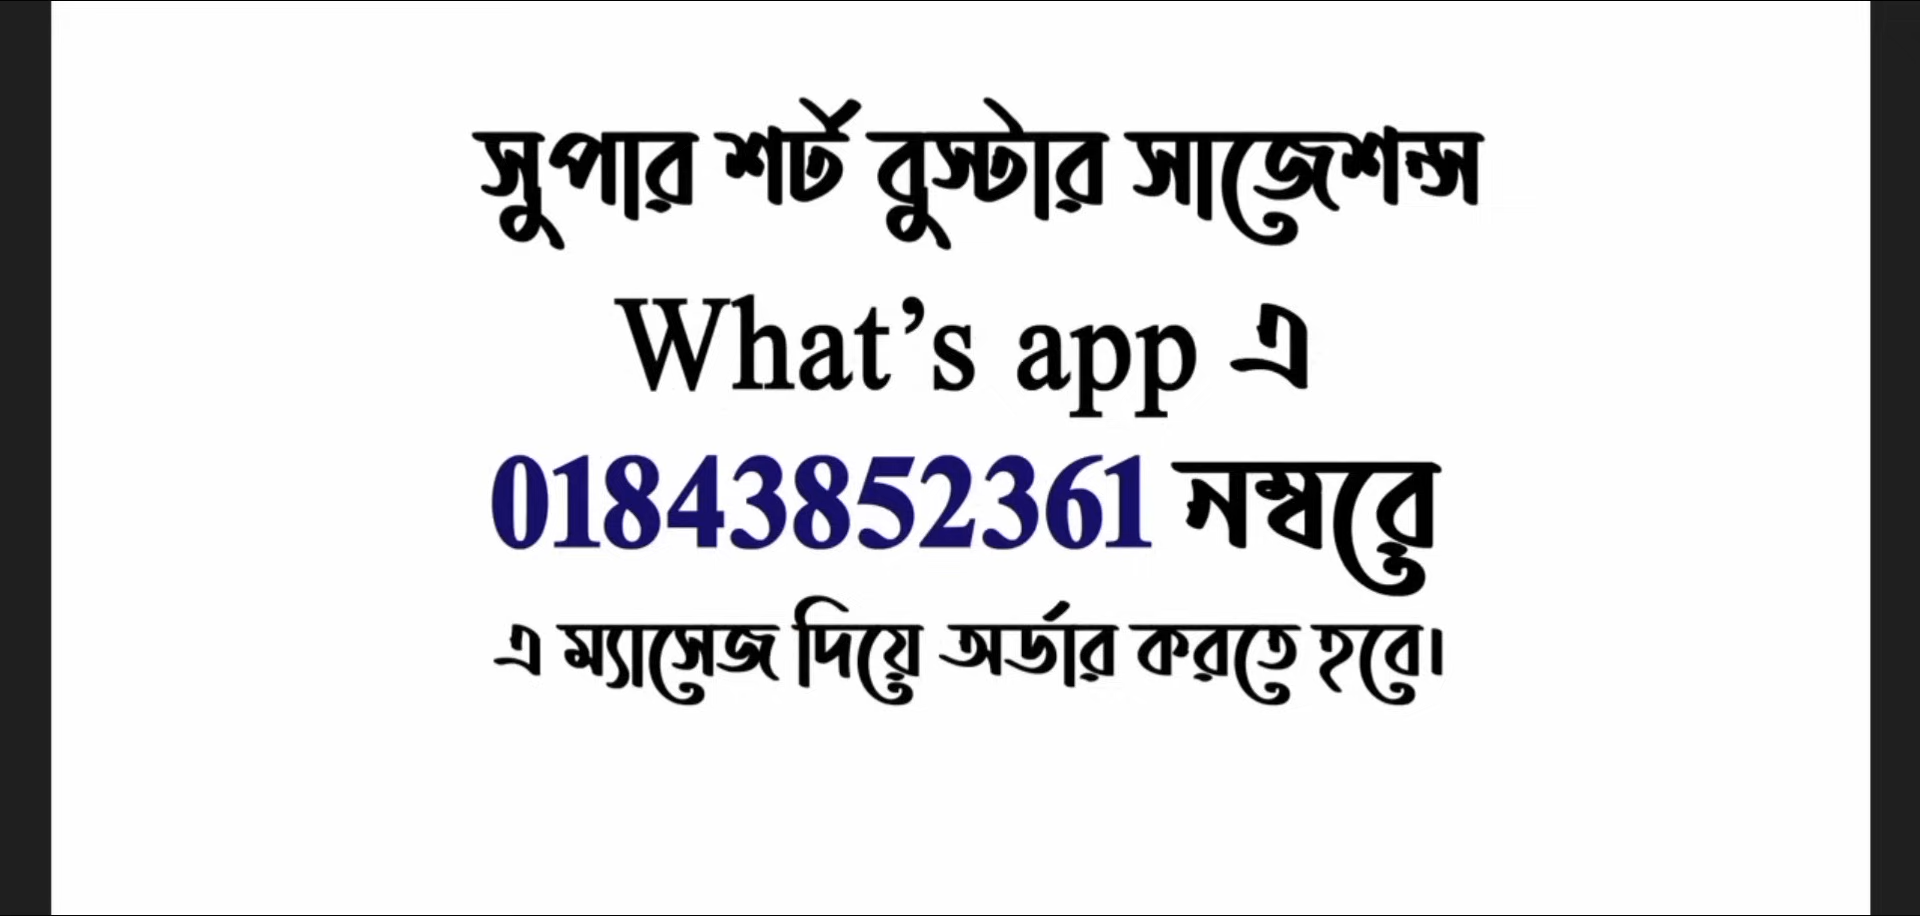 সুপার শর্ট বুস্টার সাজেশন্স
What’s app এ
01843852361 নম্বরে
এ ম্যাসেজ দিয়ে অর্ডার করতে হবে।